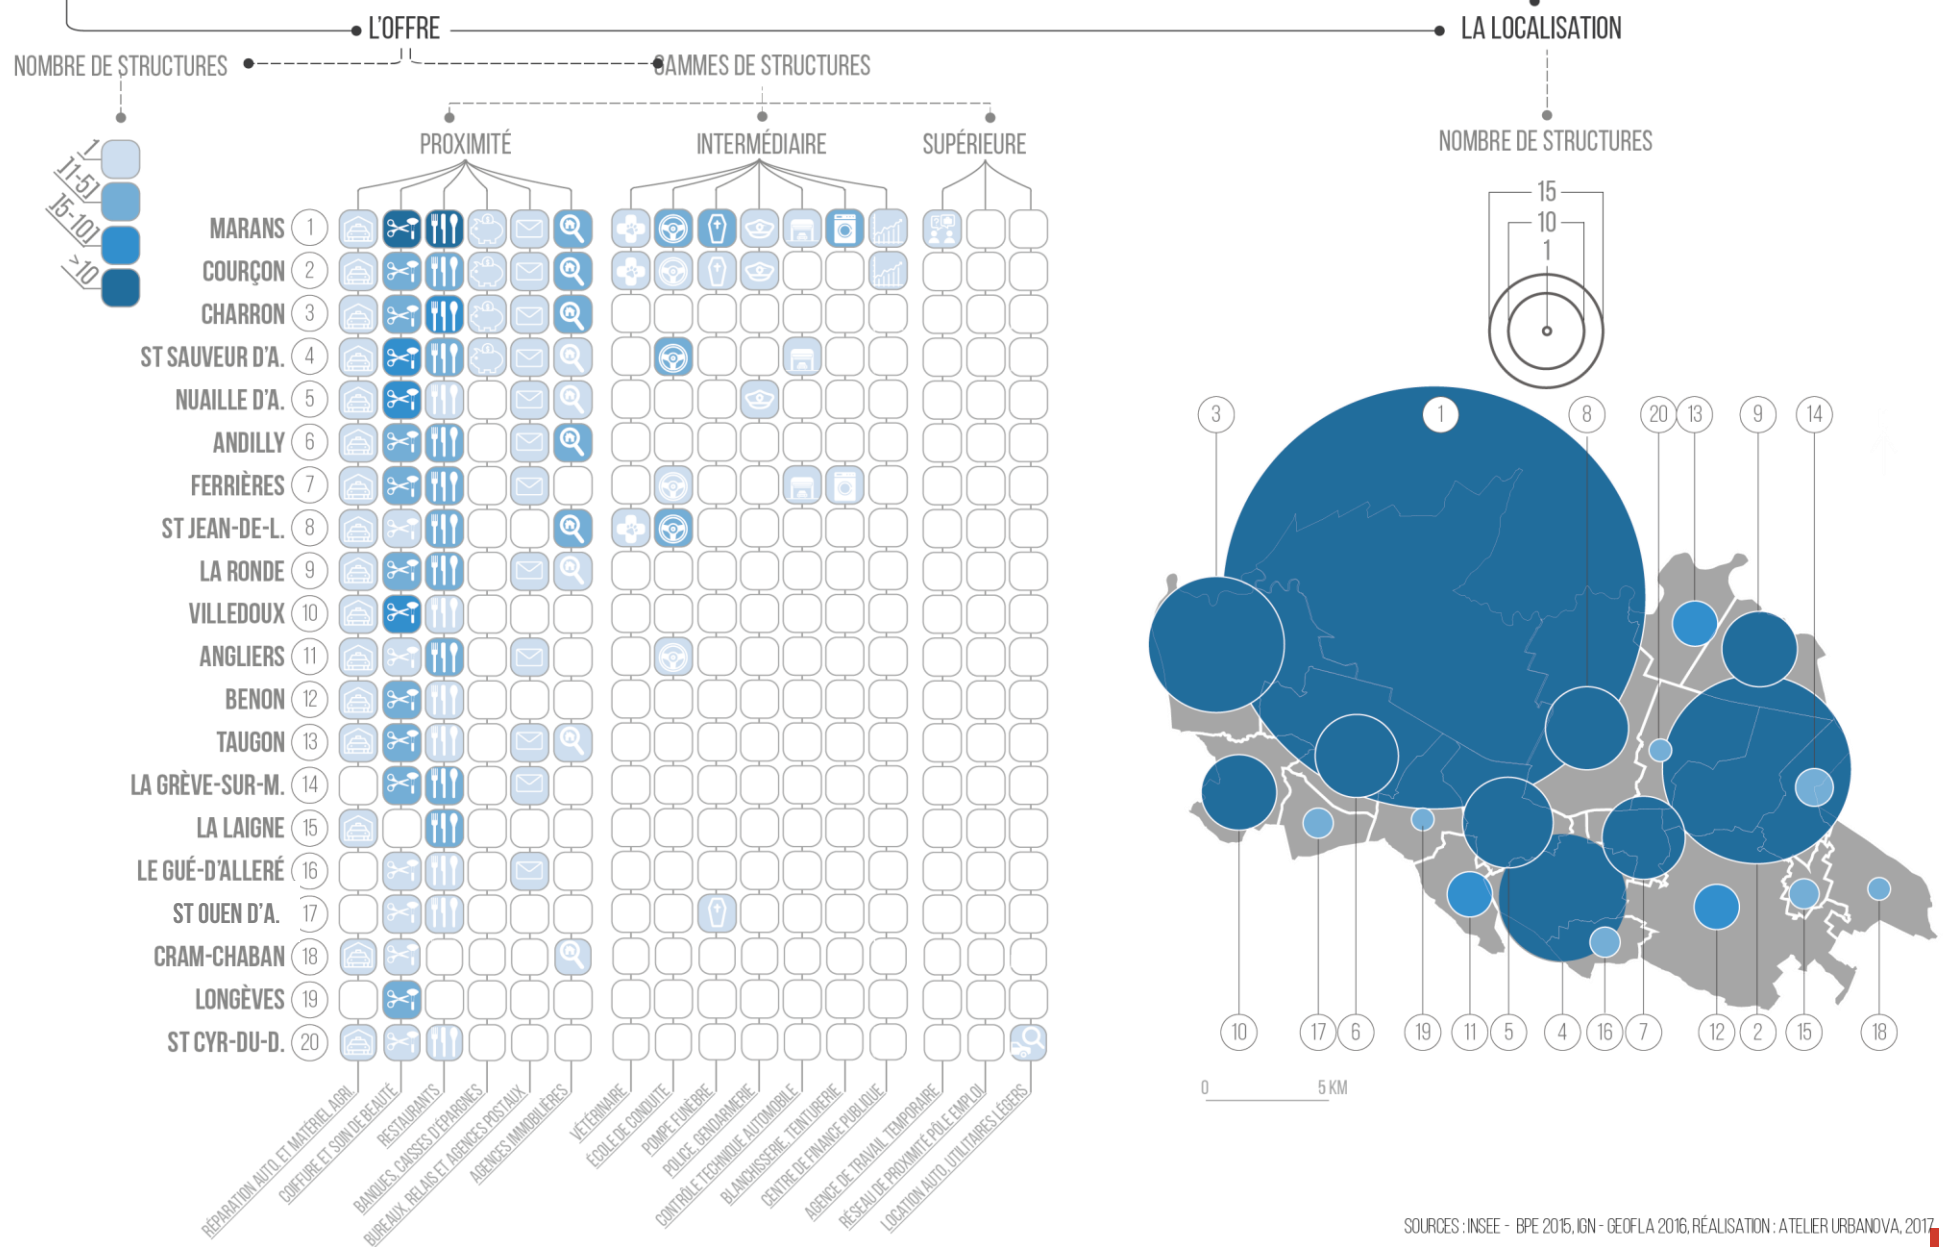 L'OFFRE
LA LOCALISATION
NOMBRE DE STRUCTURES
GAMMES DE STRUCTURES
PROXIMITÉ
INTERMÉDIAIRE
SUPÉRIEURE
NOMBRE DE STRUCTURES
1
]1-5]
]5-10]
>10
15
10
1
MARANS 1
COURÇON 2
CHARRON 3
ST SAUVEUR D'A. 4
NUAILLE D'A. 5
ANDILLY 6
FERRIÈRES 7
ST JEAN-DE-L. 8
LA RONDE 9
VILLEDOUX 10
ANGLIERS 11
BENON 12
TAUGON 13
LA GRÈVE-SUR-M. 14
LA LAIGNE 15
LE GUÉ-D'ALLERÉ 16
ST OUEN D'A. 17
CRAM-CHABAN 18
LONGÈVES 19
ST CYR-DU-D. 20
RÉPARATION AUTO. ET MATÉRIEL AGRI.
COIFFURE ET SOIN DE BEAUTÉ
RESTAURANTS
BANQUES, CAISSES D'ÉPARGNES
BUREAUX, RELAIS ET AGENCES POSTAUX
AGENCES IMMOBILIÈRES
VÉTÉRINAIRE
ÉCOLE DE CONDUITE
POMPE FUNÈBRE
POLICE, GENDARMERIE
CONTRÔLE TECHNIQUE AUTOMOBILE
BLANCHISSERIE, TEINTURERIE
CENTRE DE FINANCE PUBLIQUE
AGENCE DE TRAVAIL TEMPORAIRE
RÉSEAU DE PROXIMITÉ PÔLE EMPLOI
LOCATION AUTO, UTILITAIRES LÉGERS
3 1 8 20 13 9 14
10 17 6 19 11 5 4 16 7 12 2 15 18
0 5 KM
SOURCES : INSEE - BPE 2015, IGN - GEOFLA 2016, RÉALISATION : ATELIER URBANOVA, 2017